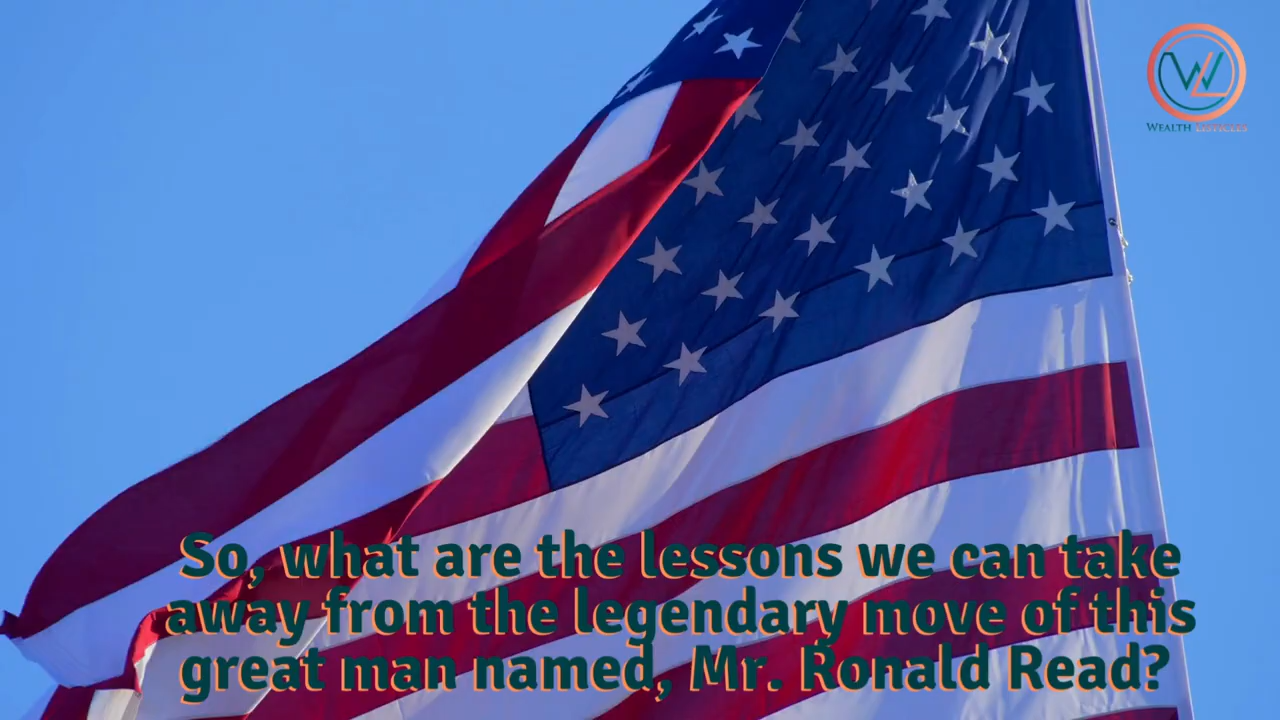 WEALTH
So, what are the lessons we can take
away from the legendary move of this
great man named, Mr. Ronald Read?